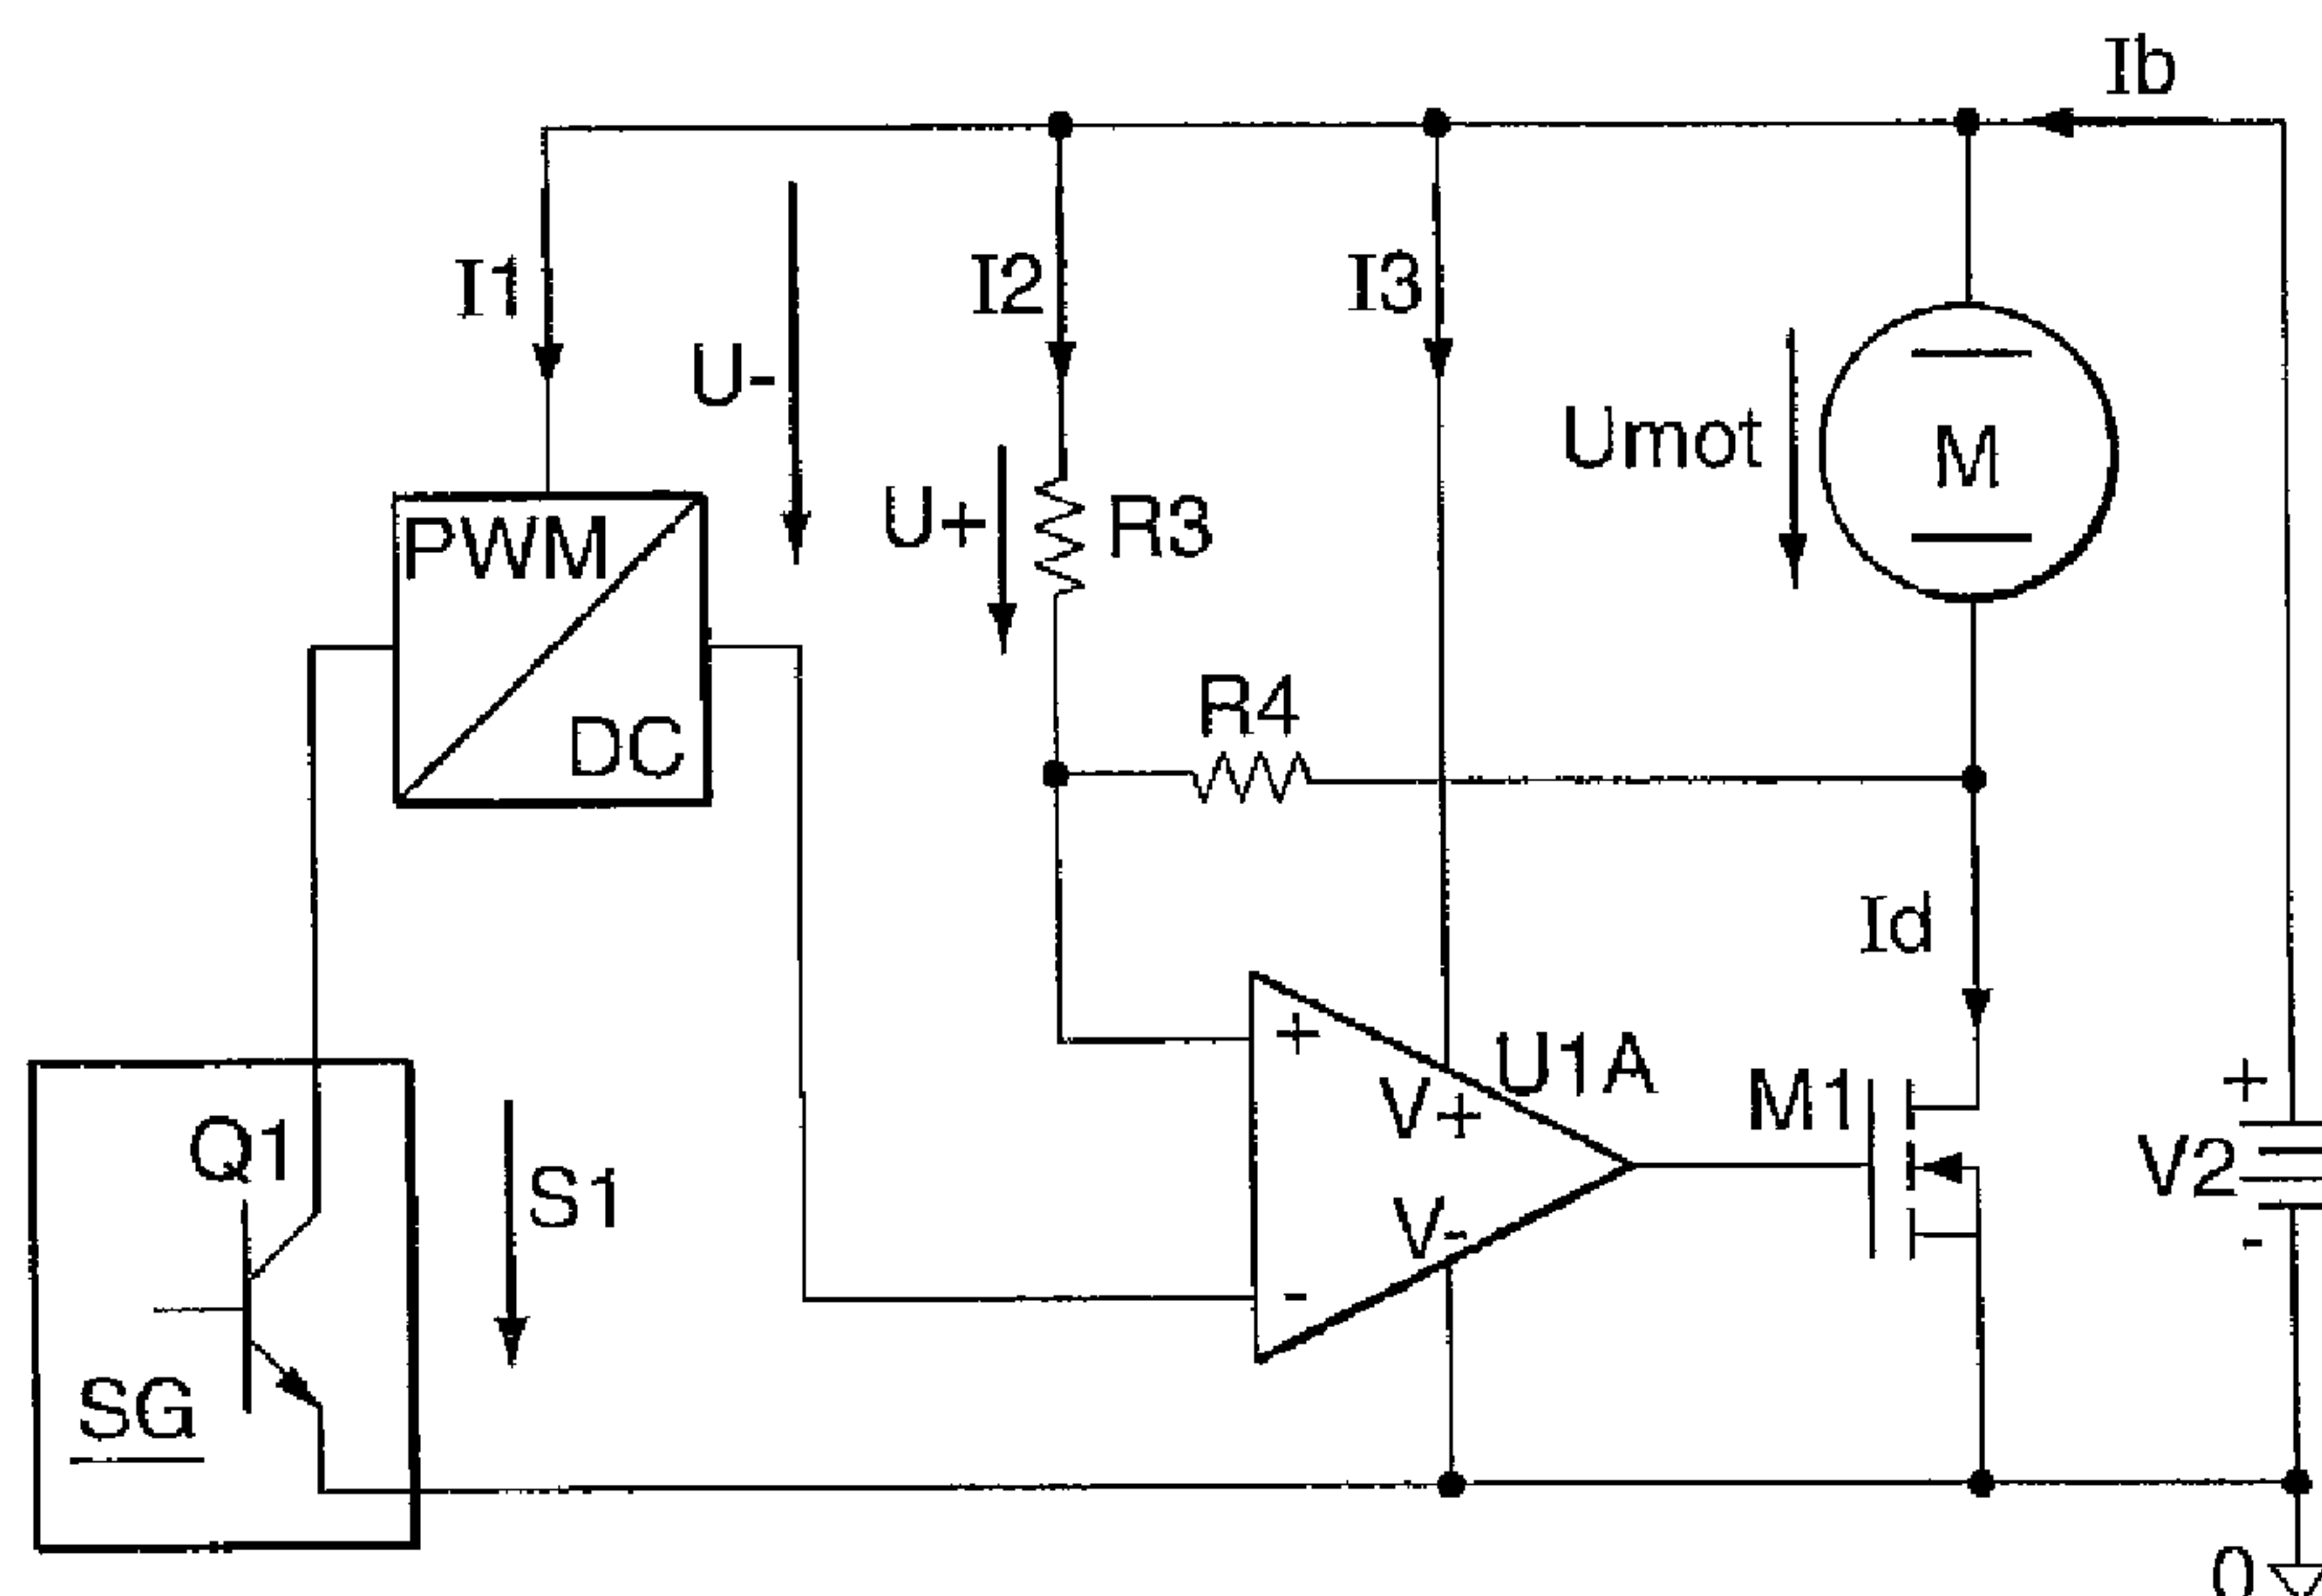 Ib
I1
I2
I3
U-
Umot
M
U+
R3
PWM
DC
R4
Id
+
U1A
V+
M1
+
Q1
S1
V2
V-
-
-
SG
0